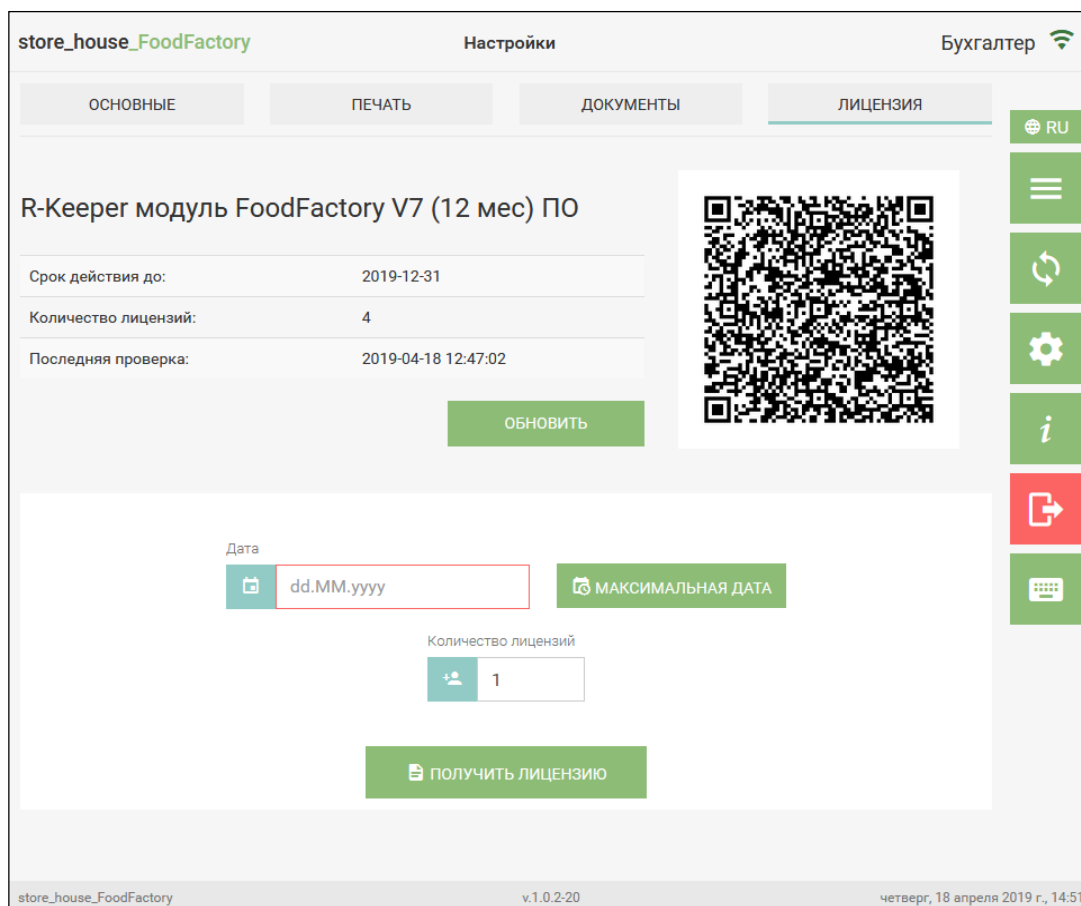 store_house_FoodFactory
Настройки
Бухгалтер
ОСНОВНЫЕ
ПЕЧАТЬ
ДОКУМЕНТЫ
ЛИЦЕНЗИЯ
RU
R-Keeper модуль FoodFactory V7 (12 мес) ПО
Срок действия до: 2019-12-31
Количество лицензий: 4
Последняя проверка: 2019-04-18 12:47:02
ОБНОВИТЬ
i
Дата
dd.MM.yyyy
МАКСИМАЛЬНАЯ ДАТА
Количество лицензий
1
ПОЛУЧИТЬ ЛИЦЕНЗИЮ
store_house_FoodFactory
v.1.0.2-20
четверг, 18 апреля 2019 г., 14:51